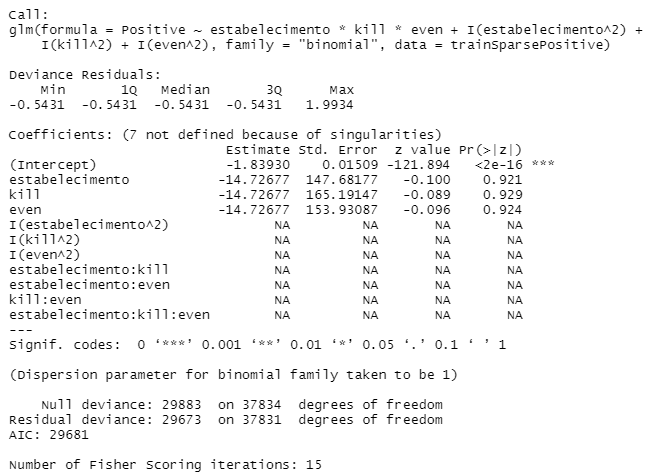 Call:
glm(formula = Positive ~ estabelecimento * kill * even + I(estabelecimento^2) +
    I(kill^2) + I(even^2), family = "binomial", data = trainSparsePositive)
Deviance Residuals:
    Min       1Q   Median       3Q      Max
-0.5431  -0.5431  -0.5431  -0.5431   1.9934
Coefficients: (7 not defined because of singularities)
                            Estimate Std. Error  z value Pr(>|z|)
(Intercept)                 -1.83930    0.01509 -121.894   <2e-16 ***
estabelecimento            -14.72677  147.68177   -0.100    0.921
kill                       -14.72677  165.19147   -0.089    0.929
even                       -14.72677  153.93087   -0.096    0.924
I(estabelecimento^2)              NA         NA       NA       NA
I(kill^2)                         NA         NA       NA       NA
I(even^2)                         NA         NA       NA       NA
estabelecimento:kill              NA         NA       NA       NA
estabelecimento:even              NA         NA       NA       NA
kill:even                         NA         NA       NA       NA
estabelecimento:kill:even         NA         NA       NA       NA
---
Signif. codes:  0 ‘***’ 0.001 ‘**’ 0.01 ‘*’ 0.05 ‘.’ 0.1 ‘ ’ 1
(Dispersion parameter for binomial family taken to be 1)
    Null deviance: 29883  on 37834  degrees of freedom
Residual deviance: 29673  on 37831  degrees of freedom
AIC: 29681
Number of Fisher Scoring iterations: 15